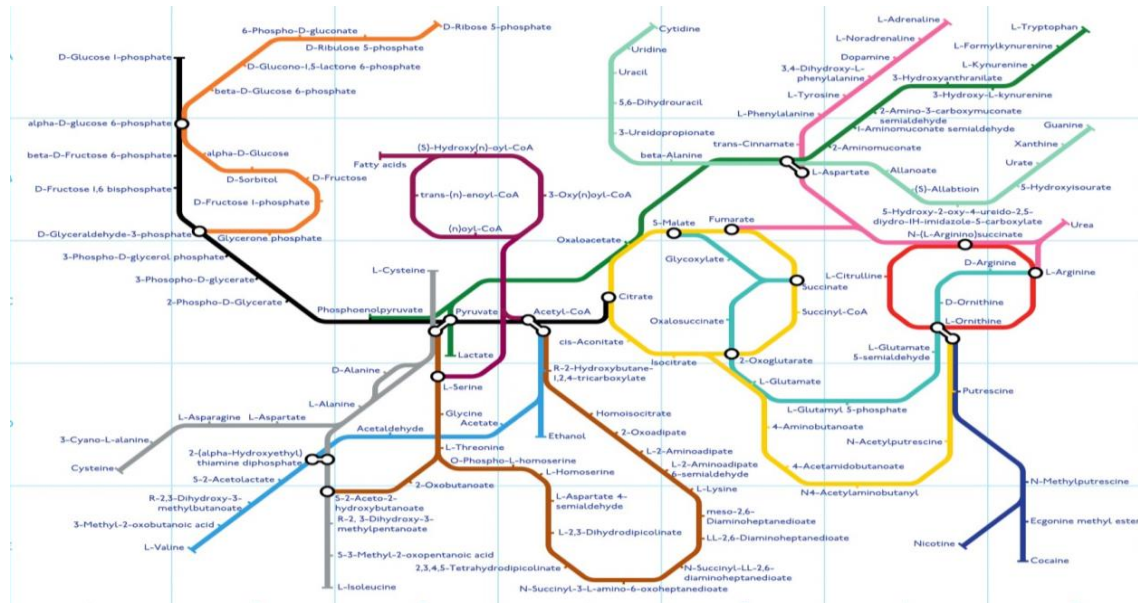 D-Ribose 5-phosphate
6-Phospho-D-gluconate
D-Ribulose 5-phosphate
D-Glucose 1-phosphate
D-Glucono-1,5-lactone 6-phosphate
beta-D-Glucose 6-phosphate
alpha-D-glucose 6-phosphate
beta-D-Fructose 6-phosphate
alpha-D-Glucose
D-Sorbitol
D-Fructose
D-Fructose 1,6 bisphosphate
D-Fructose 1-phosphate
D-Glyceraldehyde-3-phosphate
Glycerone phosphate
3-Phospho-D-glycerol phosphate
3-Phospho-D-glycerate
2-Phospho-D-Glycerate
Phosphoenolpyruvate
Fatty acids
(S)-Hydroxy(n)-oyl-CoA
trans-(n)-enoyl-CoA
3-Oxy(n)oyl-CoA
(n)oyl-CoA
L-Cysteine
Pyruvate
Acetyl-CoA
Lactate
Oxaloacetate
Cytidine
Uridine
Uracil
5,6-Dihydrouracil
3-Ureidopropionate
beta-Alanine
L-Adrenaline
L-Noradrenaline
Dopamine
3,4-Dihydroxy-L-
phenylalanine
L-Tyrosine
L-Phenylalanine
trans-Cinnamate
L-Tryptophan
L-Formylkynurenine
L-Kynurenine
3-Hydroxyanthranilate
3-Hydroxy-L-kynurenine
2-Amino-3-carboxymuconate
semialdehyde
2-Aminomuconate
L-Aspartate
Guanine
Xanthine
Urate
5-Hydroxyisourate
Allanoate
(S)-Allabtioin
5-Hydroxy-2-oxy-4-ureido-2,5-
diydro-IH-imidazole-5-carboxylate
N-(L-Arginino)succinate
Urea
D-Arginine
L-Arginine
L-Citrulline
D-Ornithine
L-Ornithine
S-Malate
Fumarate
Glyoxylate
Succinate
Citrate
Oxalosuccinate
Succinyl-CoA
cis-Aconitate
Isocitrate
2-Oxoglutarate
L-Glutamate
5-semialdehyde
L-Glutamate
L-Glutamyl 5-phosphate
4-Aminobutanoate
N-Acetylputrescine
4-Acetamidobutanoate
N4-Acetylaminobutanyl
Putrescine
N-Methylputrescine
Ecgonine methyl ester
Nicotine
Cocaine
D-Alanine
L-Serine
R-2-Hydroxybutane-
1,2,4-tricarboxylate
L-Alanine
L-Asparagine
L-Aspartate
Glycine
Acetate
Acetaldehyde
Ethanol
Homoisocitrate
2-Oxoadipate
3-Cyano-L-alanine
Cysteine
2-(alpha-Hydroxyethyl)
thiamine diphosphate
L-Threonine
O-Phospho-L-homoserine
L-Homoserine
2-Oxobutanoate
L-2-Aminoadipate
L-2-Aminoadipate
6-semialdehyde
L-Lysine
S-2-Acetolactate
R-2,3-Dihydroxy-3-
methylbutanoate
3-Methyl-2-oxobutanoic acid
L-Valine
S-2-Aceto-2-
hydroxybutanoate
R-2, 3-Dihydroxy-3-
methylpentanoate
S-3-Methyl-2-oxopentanoic acid
L-Isoleucine
L-Aspartate 4-
semialdehyde
L-2,3-Dihydrodipicolinate
2,3,4,5-Tetrahydrodipicolinate
meso-2,6-
Diaminoheptanedioate
LL-2,6-Diaminoheptanedioate
N-Succinyl-LL-2,6-
diaminoheptanedioate
N-Succinyl-3-L-amino-6-oxoheptanedioate